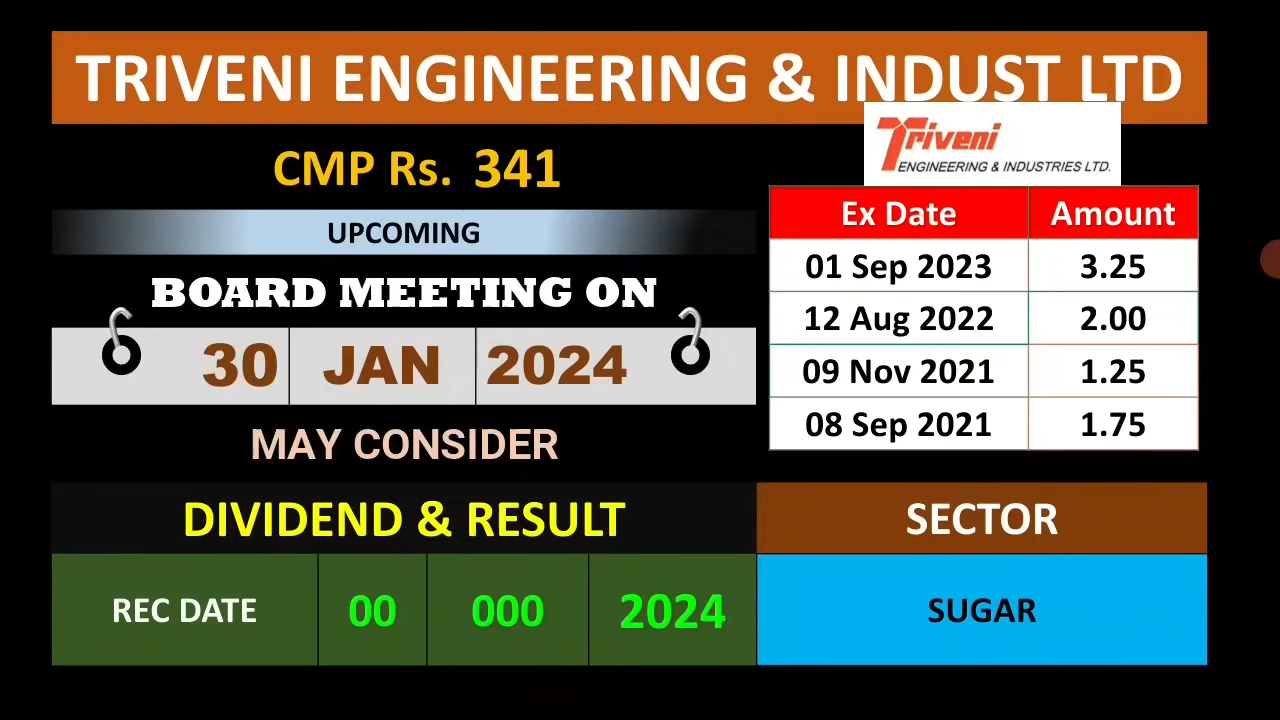 TRIVENI ENGINEERING & INDUST LTD
Triveni
ENGINEERING & INDUSTRIES LTD.
CMP Rs. 341
UPCOMING
BOARD MEETING ON
30 JAN 2024
MAY CONSIDER
DIVIDEND & RESULT
REC DATE 00 000 2024
Ex Date Amount
01 Sep 2023 3.25
12 Aug 2022 2.00
09 Nov 2021 1.25
08 Sep 2021 1.75
SECTOR
SUGAR